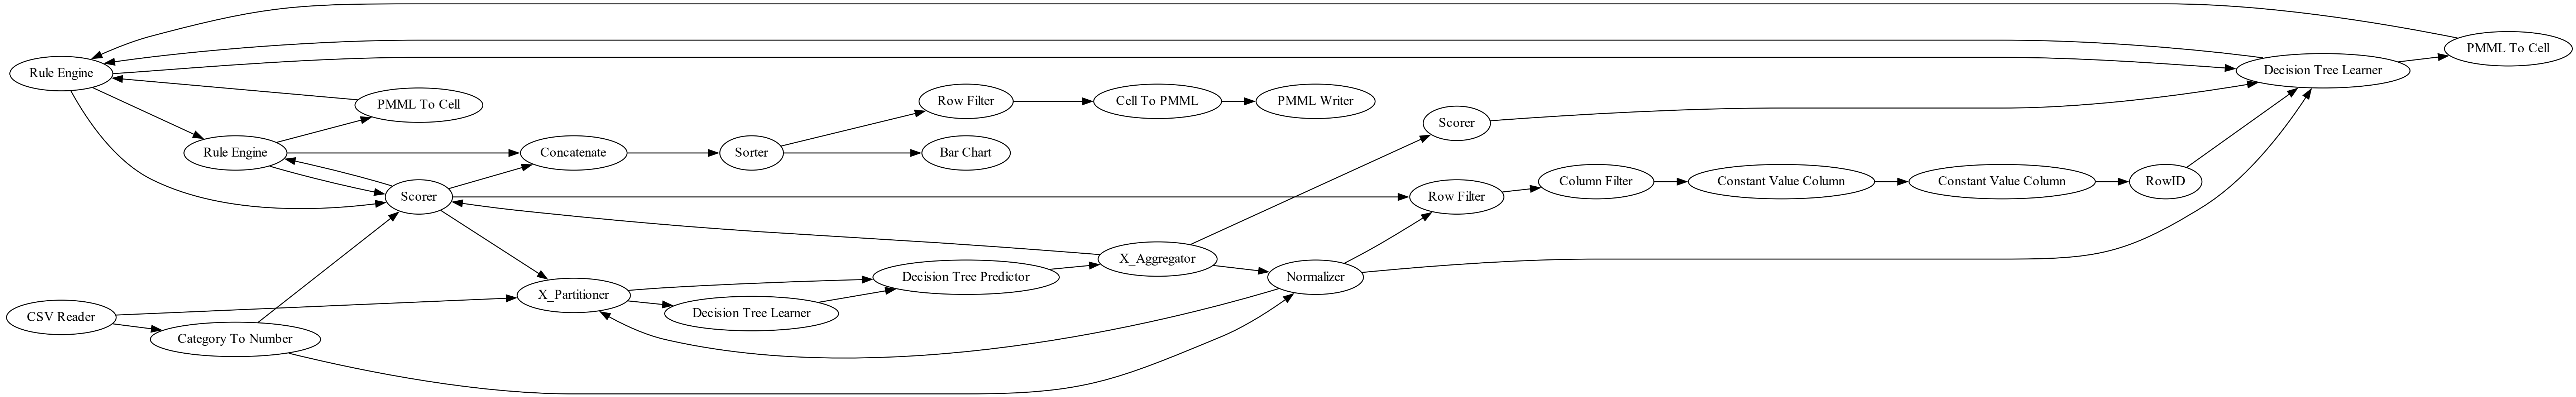 PMML To Cell
Rule Engine
Decision Tree Learner
PMML To Cell
Row Filter
Cell To PMML
PMML Writer
Scorer
Rule Engine
Concatenate
Sorter
Bar Chart
Scorer
Row Filter
Column Filter
Constant Value Column
Constant Value Column
RowID
X_Aggregator
Decision Tree Predictor
Normalizer
X_Partitioner
CSV Reader
Decision Tree Learner
Category To Number